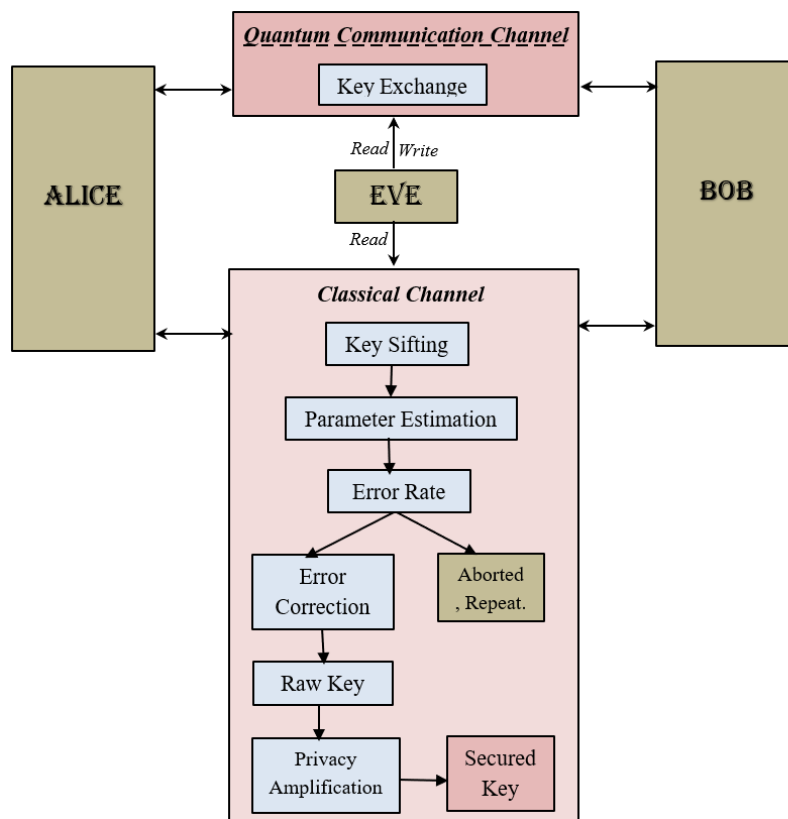 Quantum Communication Channel
Key Exchange
ALICE
BOB
Read Write
EVE
Read
Classical Channel
Key Sifting
Parameter Estimation
Error Rate
Error
Correction
Aborted
, Repeat.
Raw Key
Privacy
Amplification
Secured
Key